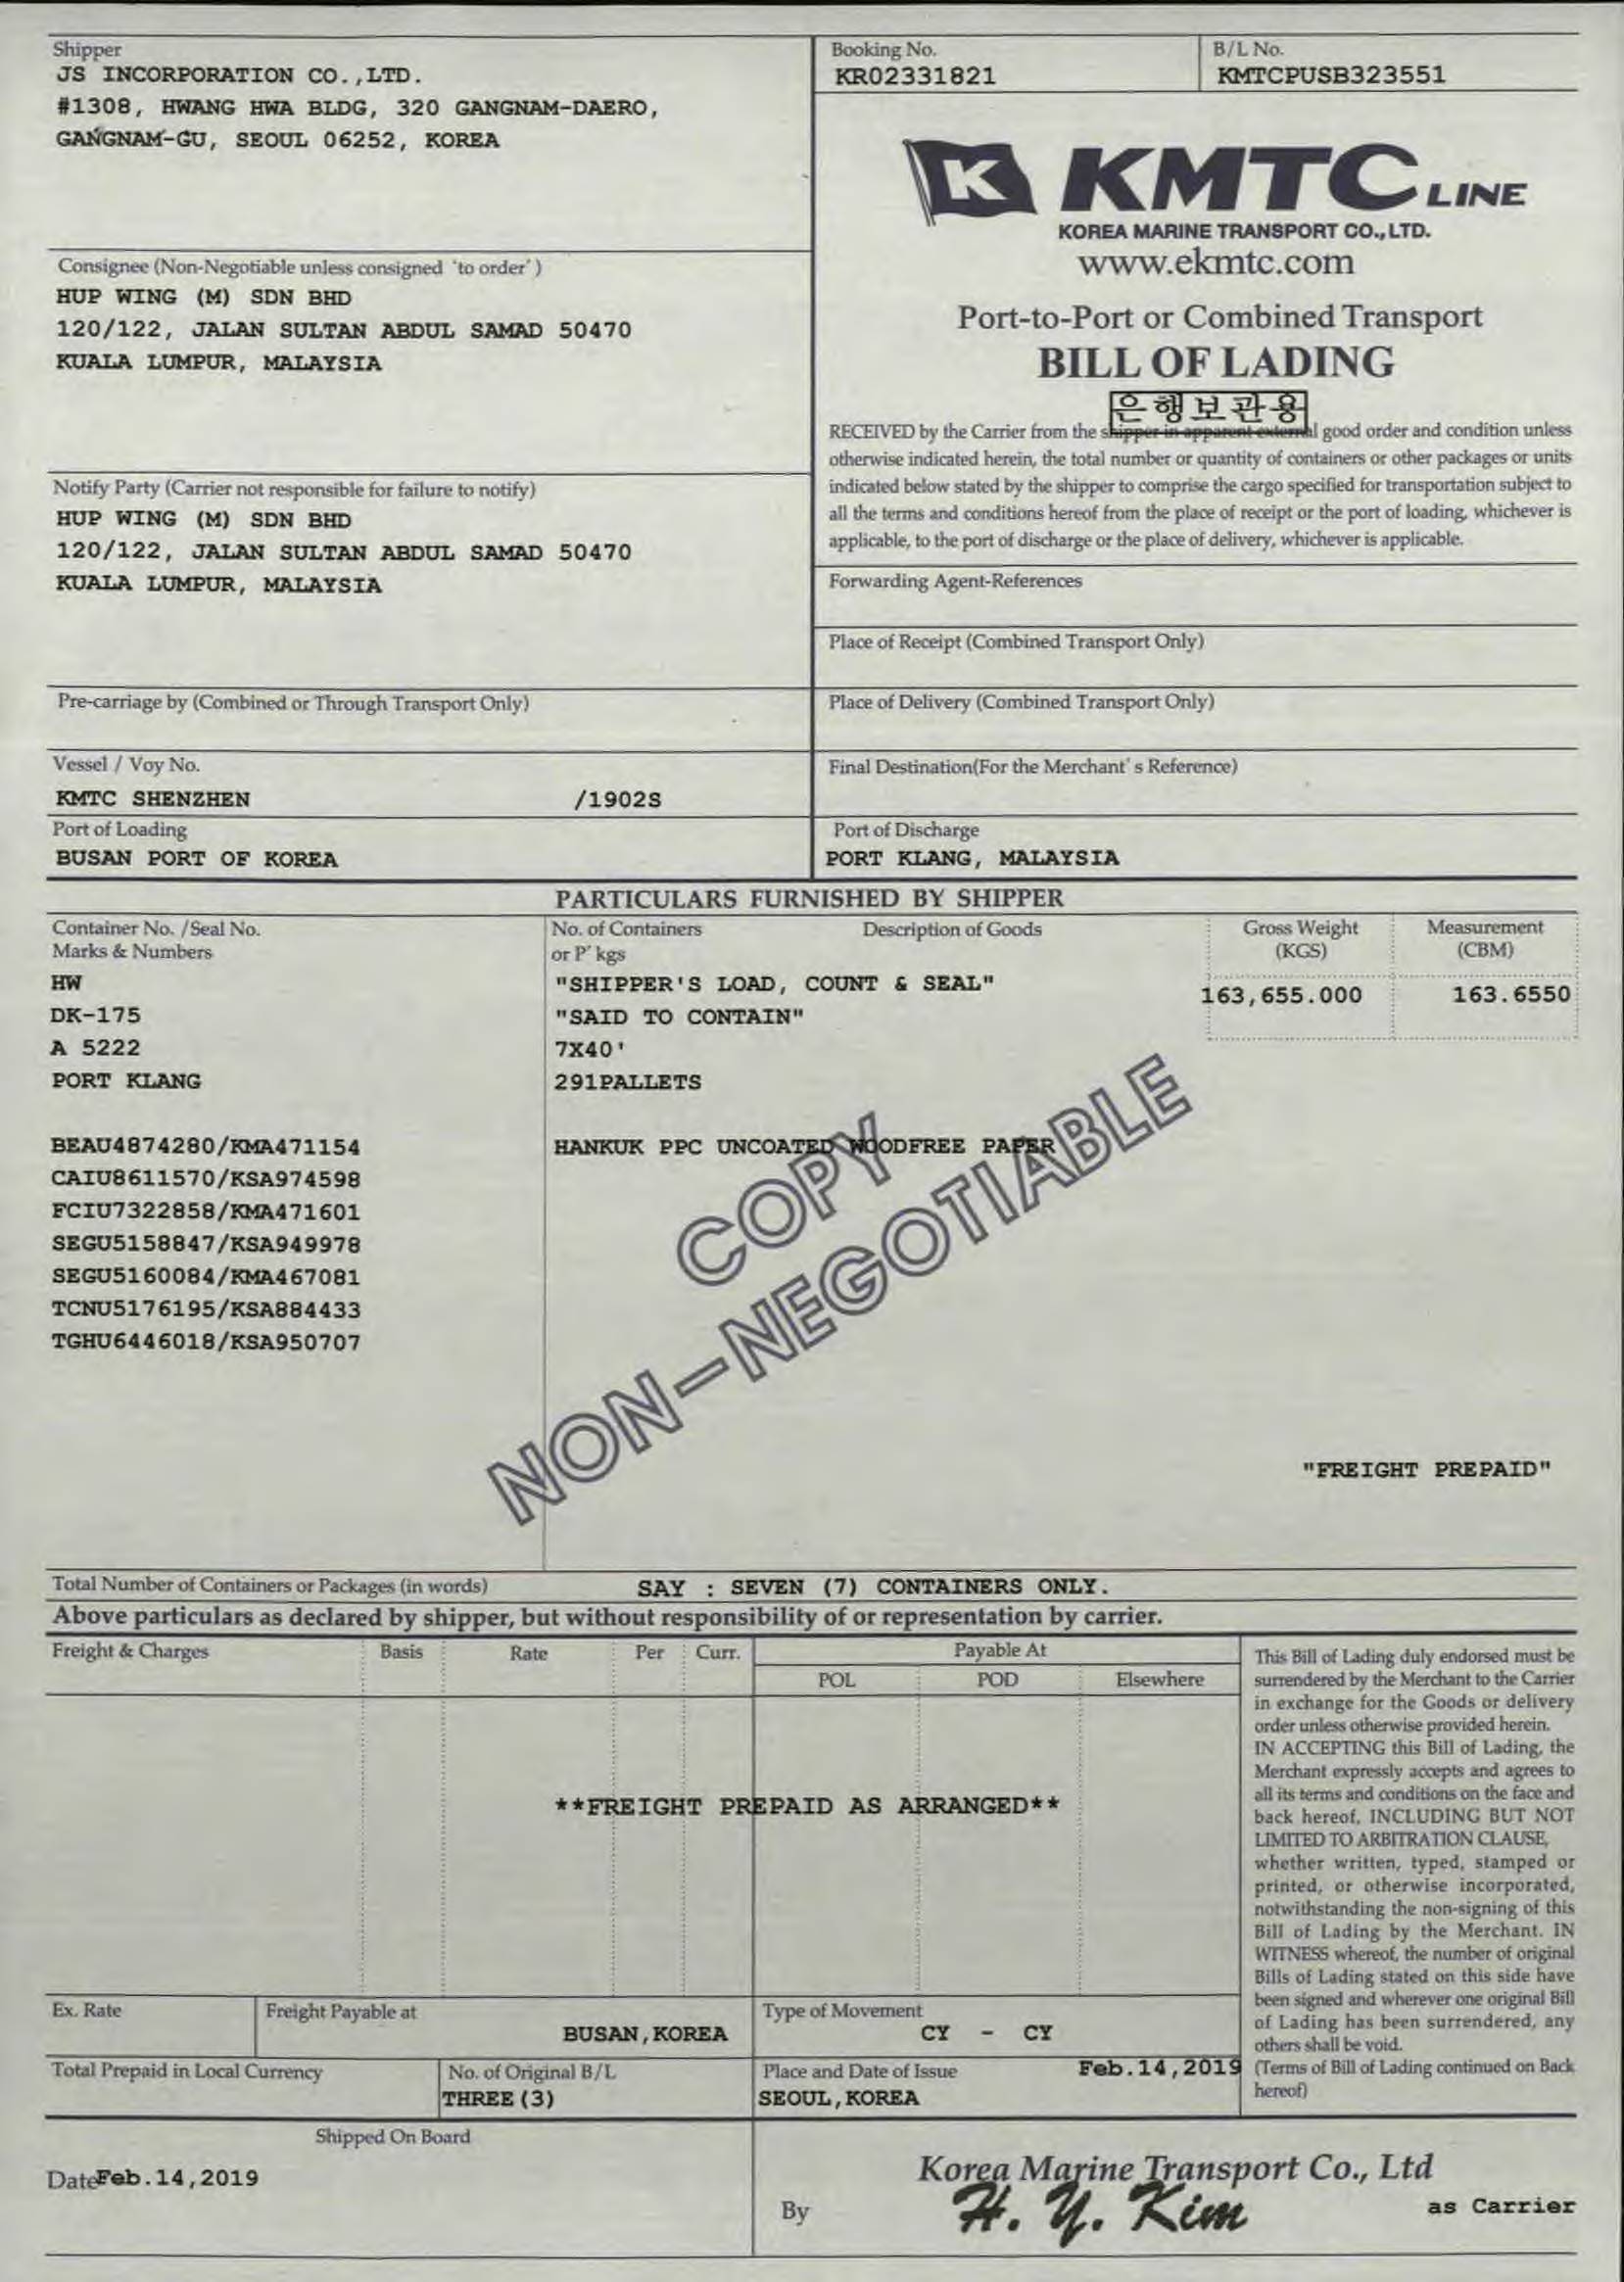 Shipper
JS INCORPORATION CO.,LTD.
#1308, HWANG HWA BLDG, 320 GANGNAM-DAERO,
GANGNAM-GU, SEOUL 06252, KOREA
Booking No.
KR02331821
B/L No.
KMTCPUSB323551
K KMTC LINE
KOREA MARINE TRANSPORT CO., LTD.
www.ekmtc.com
Port-to-Port or Combined Transport
BILL OF LADING
은행보관용
RECEIVED by the Carrier from the shipper in apparent external good order and condition unless
otherwise indicated herein, the total number or quantity of containers or other packages or units
indicated below stated by the shipper to comprise the cargo specified for transportation subject to
all the terms and conditions hereof from the place of receipt or the port of loading, whichever is
applicable, to the port of discharge or the place of delivery, whichever is applicable.
Consignee (Non-Negotiable unless consigned 'to order')
HUP WING (M) SDN BHD
120/122, JALAN SULTAN ABDUL SAMAD 50470
KUALA LUMPUR, MALAYSIA
Notify Party (Carrier not responsible for failure to notify)
HUP WING (M) SDN BHD
120/122, JALAN SULTAN ABDUL SAMAD 50470
KUALA LUMPUR, MALAYSIA
Forwarding Agent-References
Place of Receipt (Combined Transport Only)
Pre-carriage by (Combined or Through Transport Only)
Place of Delivery (Combined Transport Only)
Vessel / Voy No.
KMTC SHENZHEN /1902S
Final Destination(For the Merchant's Reference)
Port of Loading
BUSAN PORT OF KOREA
Port of Discharge
PORT KLANG, MALAYSIA
PARTICULARS FURNISHED BY SHIPPER
Container No. /Seal No.
Marks & Numbers
No. of Containers
or P'kgs
Description of Goods
Gross Weight
(KGS)
Measurement
(CBM)
HW
DK-175
A 5222
PORT KLANG
"SHIPPER'S LOAD, COUNT & SEAL"
"SAID TO CONTAIN"
7X40'
291PALLETS
163,655.000
163.6550
BEAU4874280/KMA471154
CAIU8611570/KSA974598
FCIU7322858/KMA471601
SEGU5158847/KSA949978
SEGU5160084/KMA467081
TCNU5176195/KSA884433
TGHU6446018/KSA950707
HANKUK PPC UNCOATED WOODFREE PAPER
COPY
NON-NEGOTIABLE
"FREIGHT PREPAID"
Total Number of Containers or Packages (in words)
SAY : SEVEN (7) CONTAINERS ONLY.
Above particulars as declared by shipper, but without responsibility of or representation by carrier.
Freight & Charges
Basis
Rate
Per
Curr.
Payable At
POL
POD
Elsewhere
**FREIGHT PREPAID AS ARRANGED**
This Bill of Lading duly endorsed must be
surrendered by the Merchant to the Carrier
in exchange for the Goods or delivery
order unless otherwise provided herein.
IN ACCEPTING this Bill of Lading, the
Merchant expressly accepts and agrees to
all its terms and conditions on the face and
back hereof, INCLUDING BUT NOT
LIMITED TO ARBITRATION CLAUSE,
whether written, typed, stamped or
printed, or otherwise incorporated,
notwithstanding the non-signing of this
Bill of Lading by the Merchant. IN
WITNESS whereof, the number of original
Bills of Lading stated on this side have
been signed and wherever one original Bill
of Lading has been surrendered, any
others shall be void.
(Terms of Bill of Lading continued on Back
hereof)
Ex. Rate
Freight Payable at
BUSAN,KOREA
Type of Movement
CY - CY
Total Prepaid in Local Currency
No. of Original B/L
THREE(3)
Place and Date of Issue
Feb.14,2019
SEOUL,KOREA
Shipped On Board
Date Feb.14,2019
Korea Marine Transport Co., Ltd
By
H. Y. Kim
as Carrier